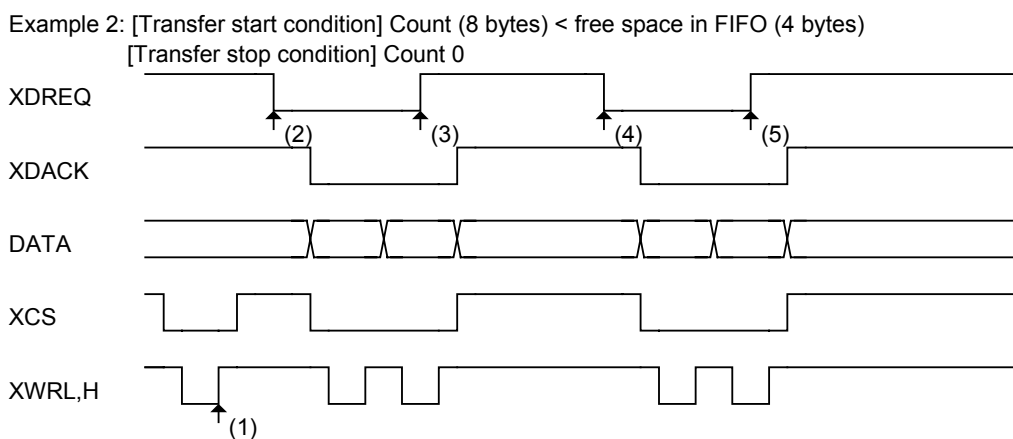 Example 2: [Transfer start condition] Count (8 bytes) < free space in FIFO (4 bytes)
[Transfer stop condition] Count 0
XDREQ
(2)
(3)
(4)
(5)
XDACK
DATA
XCS
XWRL,H
(1)